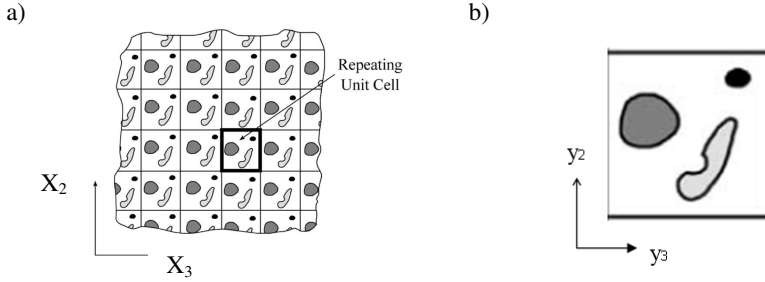 a)
b)
Repeating
Unit Cell
X2
X3
y2
y3